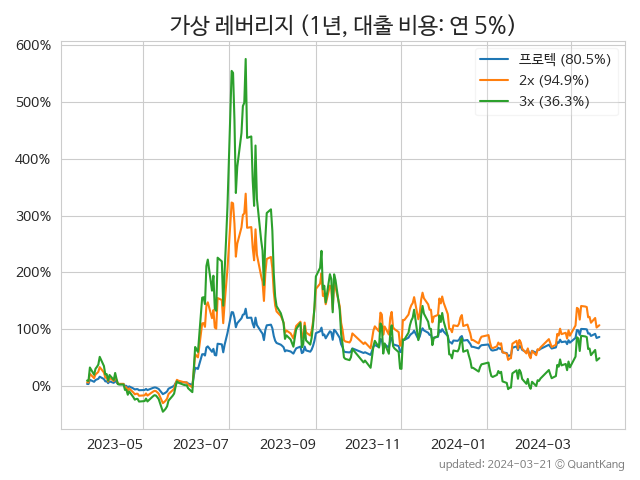 가상 레버리지 (1년, 대출 비용: 연 5%)
프로텍 (80.5%)
2x (94.9%)
3x (36.3%)
600%
500%
400%
300%
200%
100%
0%
2023-05 2023-07 2023-09 2023-11 2024-01 2024-03
updated: 2024-03-21 © QuantKang